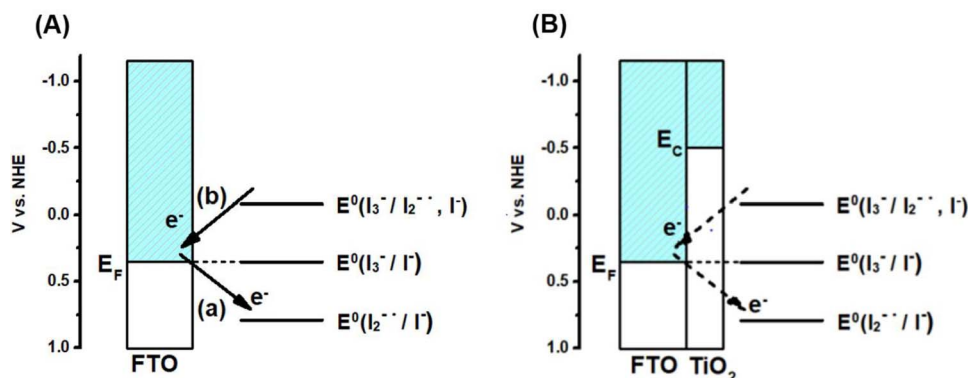 (A)
V vs. NHE
-1.0
-0.5
0.0
0.5
1.0
E_F
e⁻
(b)
(a)
e⁻
E⁰(I₃⁻ / I₂⁻˙, I⁻)
E⁰(I₃⁻ / I⁻)
E⁰(I₂⁻˙ / I⁻)
FTO
(B)
V vs. NHE
-1.0
-0.5
0.0
0.5
1.0
E_C
E_F
e⁻
e⁻
E⁰(I₃⁻ / I₂⁻˙, I⁻)
E⁰(I₃⁻ / I⁻)
E⁰(I₂⁻˙ / I⁻)
FTO TiO₂